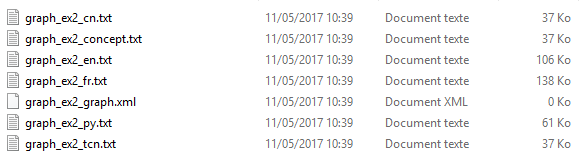 graph_ex2_cn.txt 11/05/2017 10:39 Document texte 37 Ko
graph_ex2_concept.txt 11/05/2017 10:39 Document texte 37 Ko
graph_ex2_en.txt 11/05/2017 10:39 Document texte 106 Ko
graph_ex2_fr.txt 11/05/2017 10:39 Document texte 138 Ko
graph_ex2_graph.xml 11/05/2017 10:39 Document XML 0 Ko
graph_ex2_py.txt 11/05/2017 10:39 Document texte 61 Ko
graph_ex2_tcn.txt 11/05/2017 10:39 Document texte 37 Ko